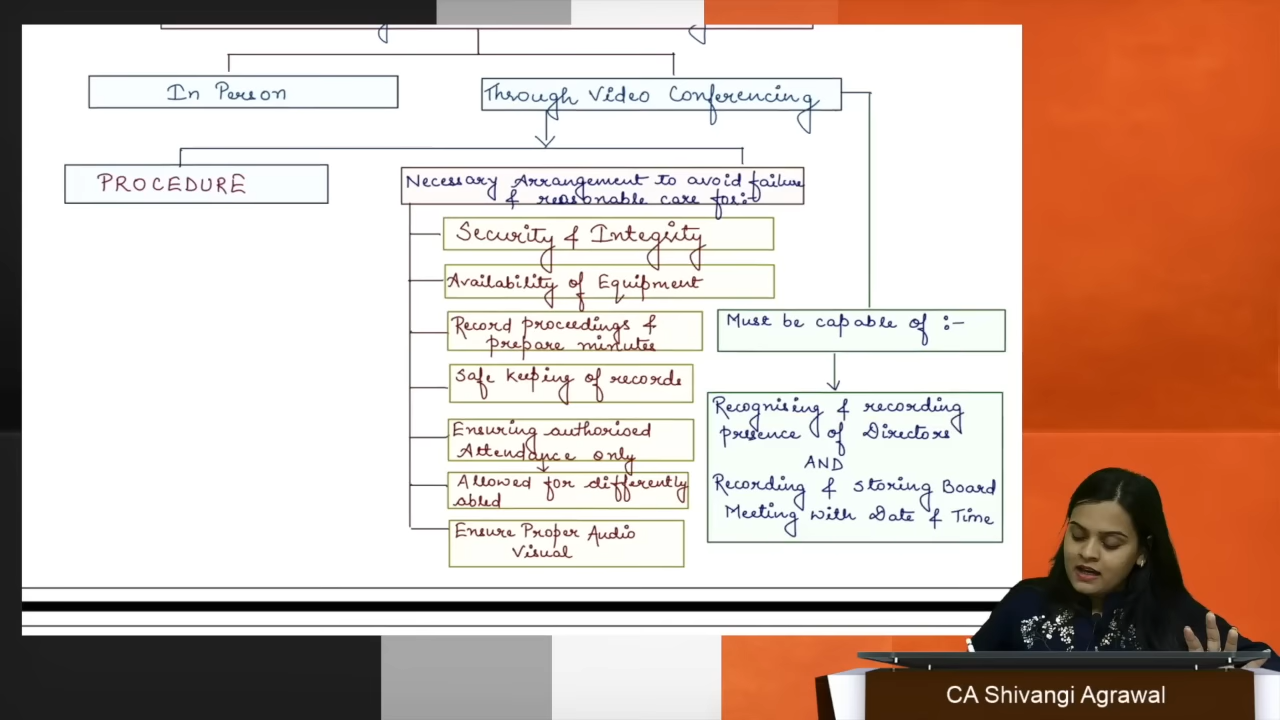 In Person
Through Video Conferencing
PROCEDURE
Necessary Arrangement to avoid failure
& reasonable care for:-
Security & Integrity
Availability of Equipment
Record proceedings &
prepare minutes
Safe keeping of records
Ensuring authorised
Attendance only
Allowed for differently
abled
Ensure Proper Audio
Visual
Must be capable of :-
Recognising & recording
presence of Directors
AND
Recording & storing Board
Meeting with Date & Time
CA Shivangi Agrawal